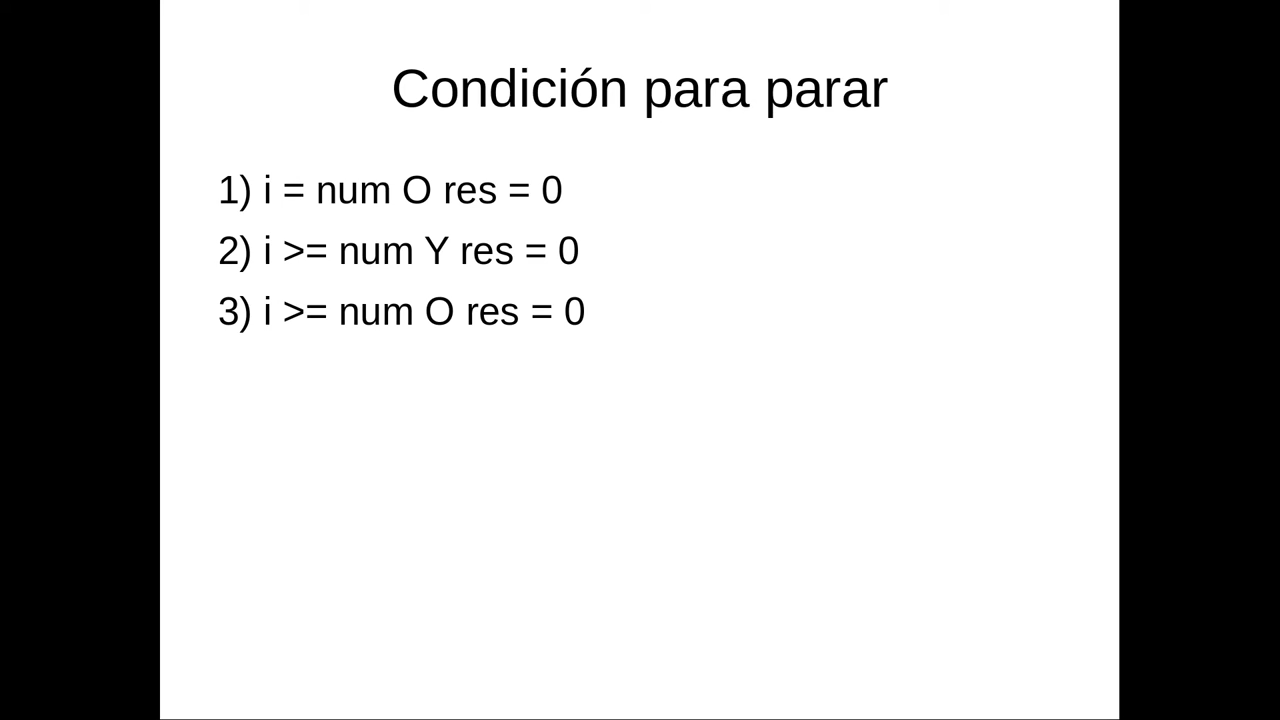 Condición para parar
1) i = num O res = 0
2) i >= num Y res = 0
3) i >= num O res = 0